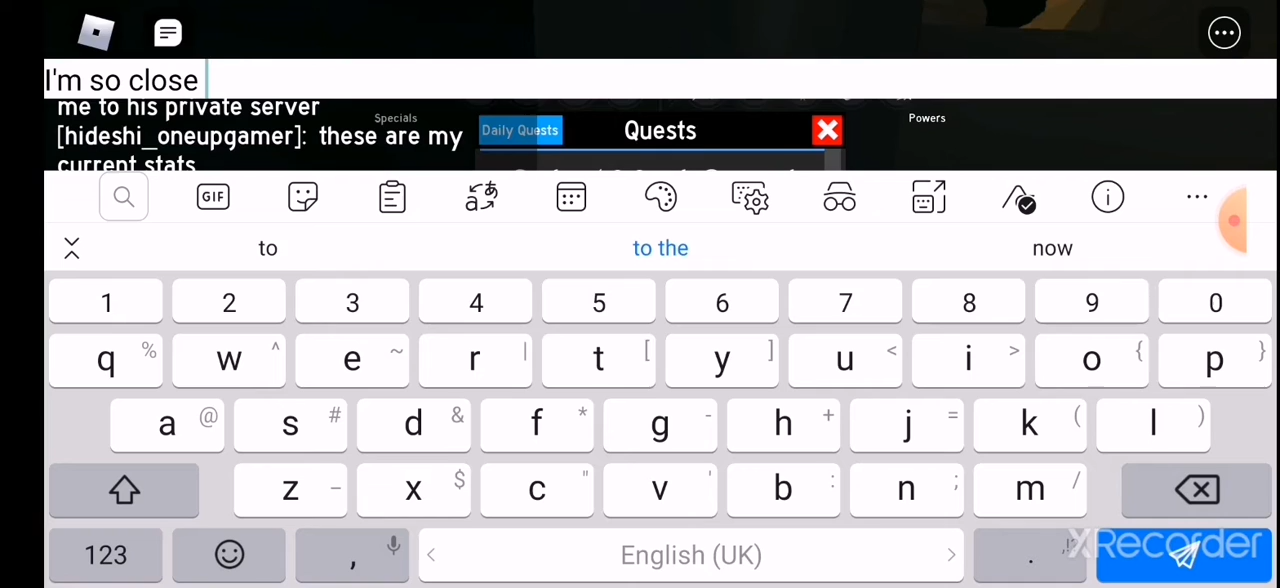 I'm so close
me to his private server
[hideshi_oneupgamer]: these are my
current stats
Specials
Daily Quests
Quests
Powers
GIF
to
to the
now
1 2 3 4 5 6 7 8 9 0
q % w ^ e ~ r | t [ y ] u < i > o { p }
a @ s # d & f * g - h + j = k ( l )
z _ x $ c " v ' b : n ; m /
123 , < English (UK) > . ,!?
XRecorder